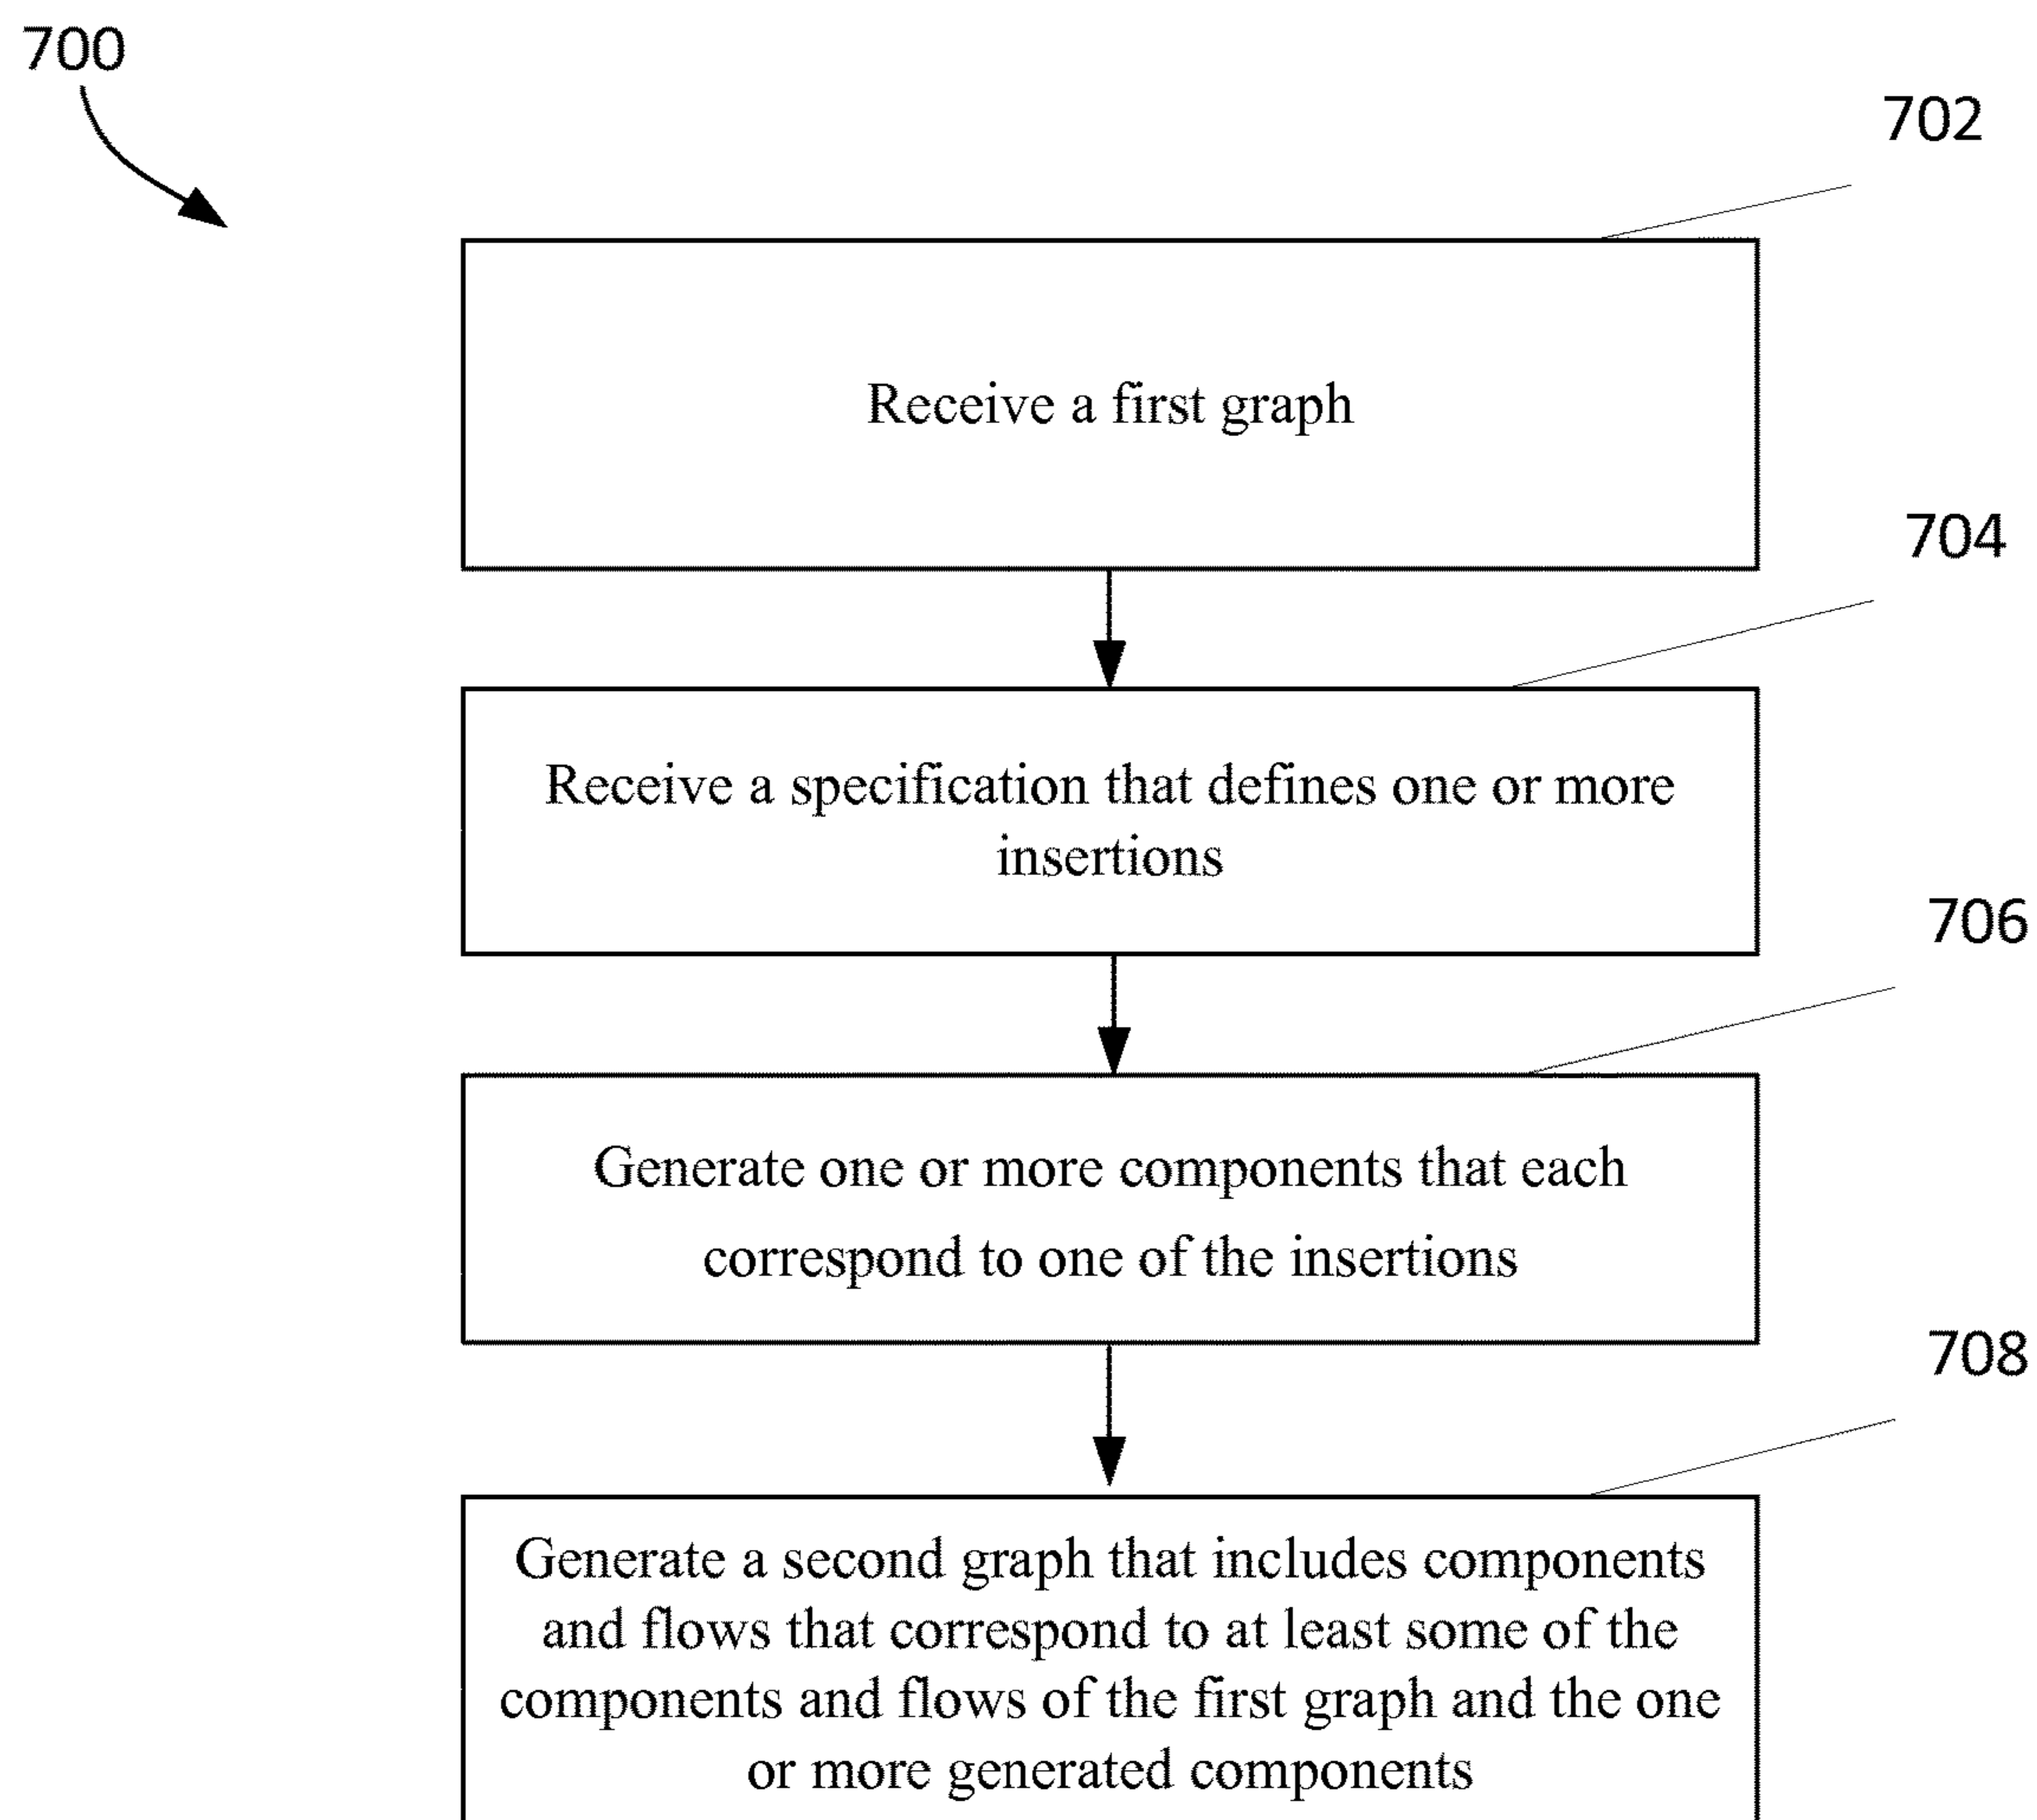 700
702
Receive a first graph
704
Receive a specification that defines one or more
insertions
706
Generate one or more components that each
correspond to one of the insertions
708
Generate a second graph that includes components
and flows that correspond to at least some of the
components and flows of the first graph and the one
or more generated components